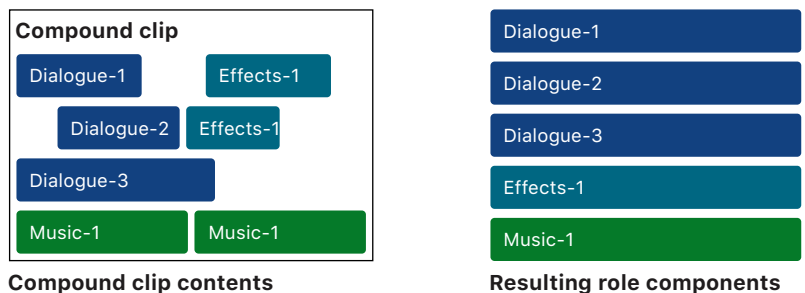 Compound clip
Dialogue-1
Effects-1
Dialogue-2
Effects-1
Dialogue-3
Music-1
Music-1
Compound clip contents
Dialogue-1
Dialogue-2
Dialogue-3
Effects-1
Music-1
Resulting role components